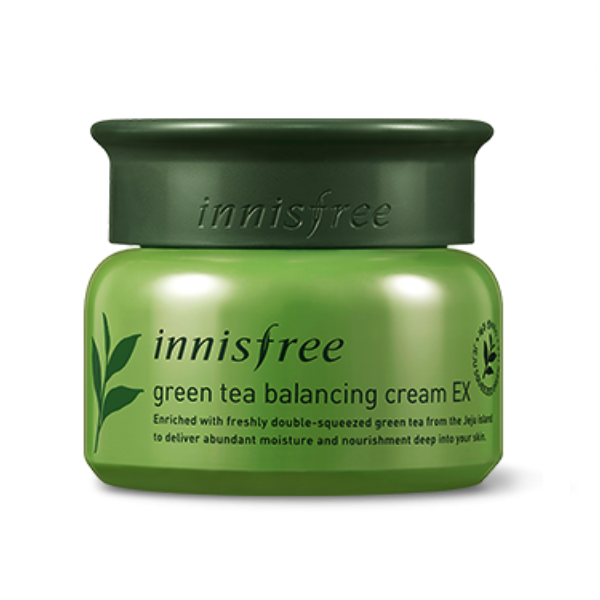 innisfree
innisfree
green tea balancing cream EX
Enriched with freshly double-squeezed green tea from the Jeju island
to deliver abundant moisture and nourishment deep into your skin.